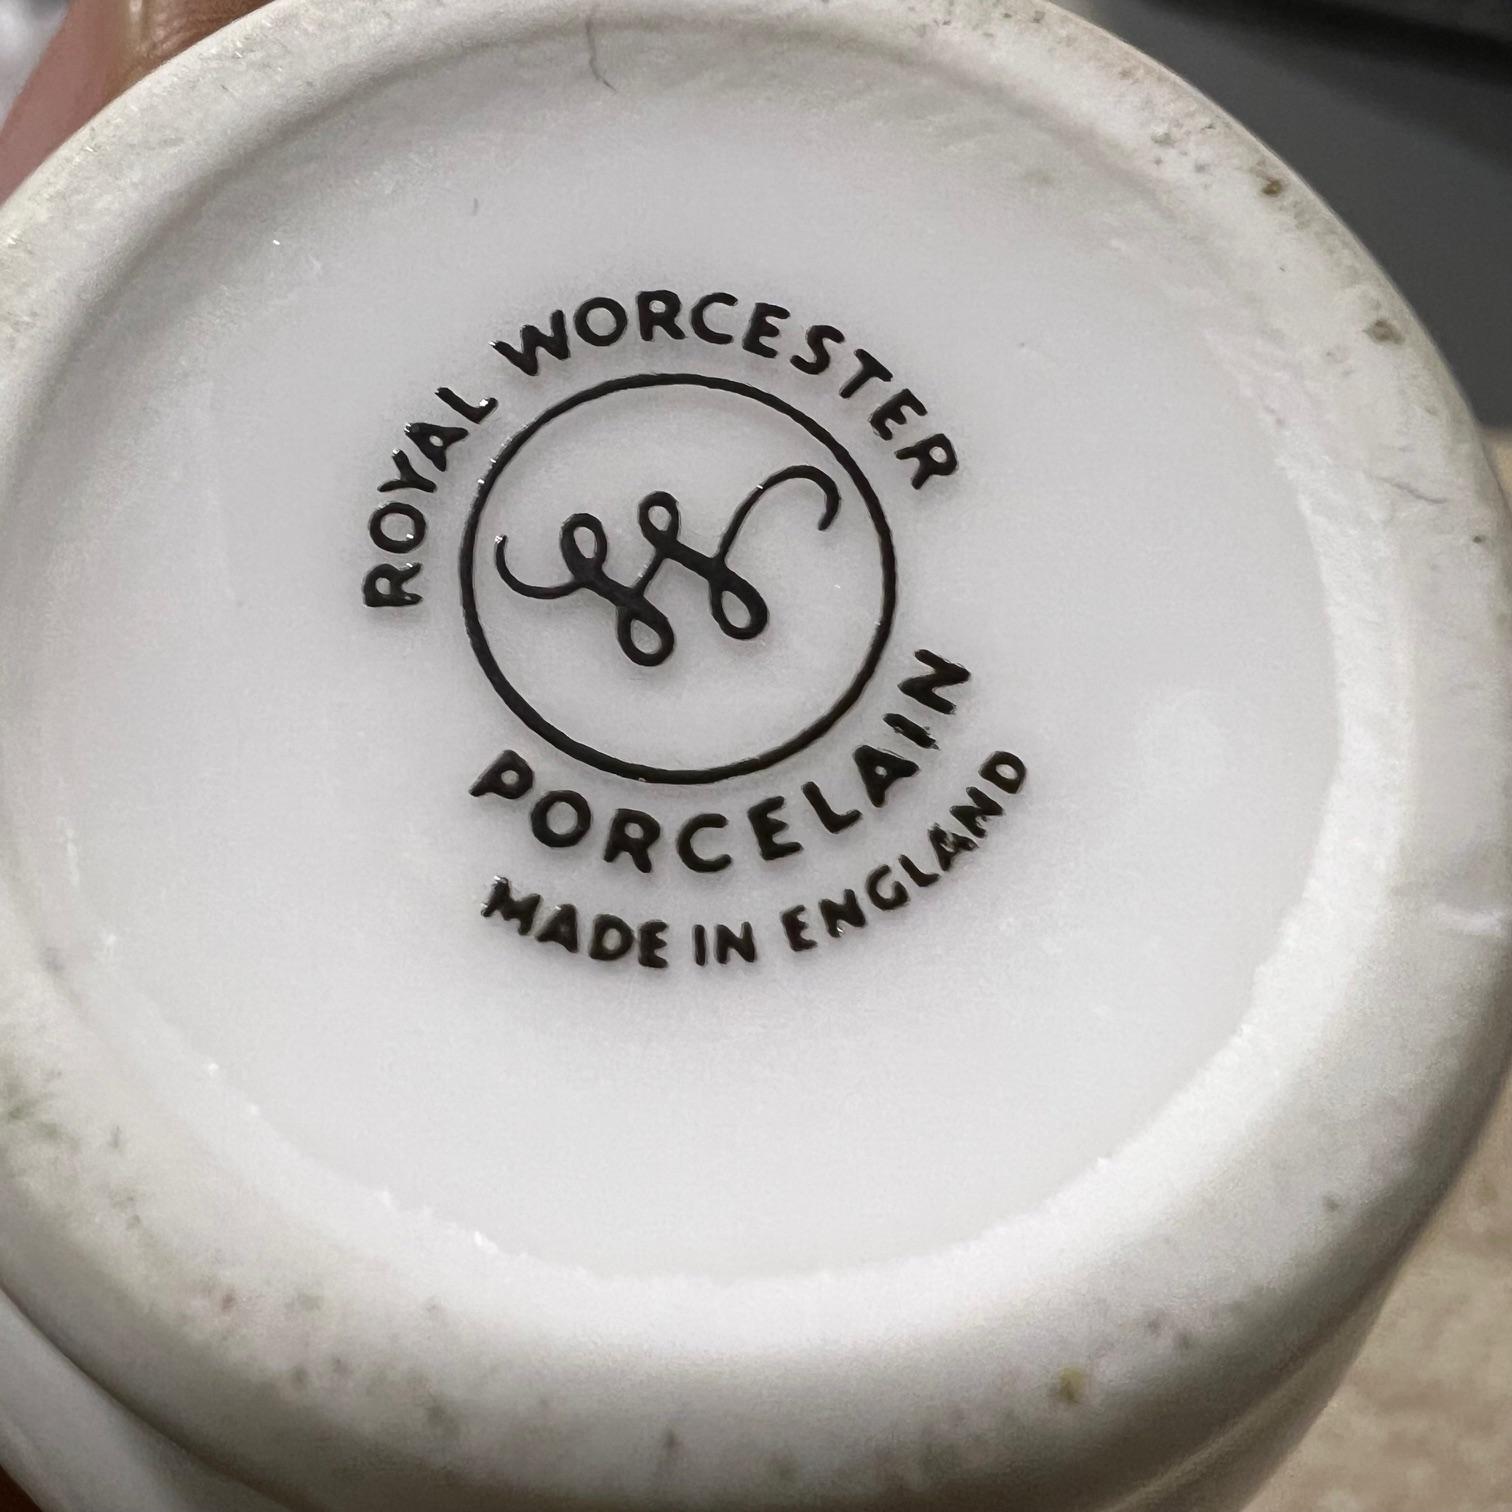 ROYAL WORCESTER
W
PORCELAIN
MADE IN ENGLAND